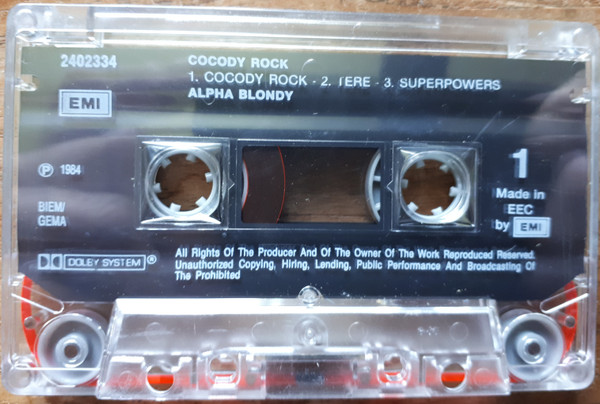 2402334
COCODY ROCK
1. COCODY ROCK - 2. TERE - 3. SUPERPOWERS
ALPHA BLONDY
EMI
℗ 1984
BIEM/
GEMA
1
Made in
EEC
by EMI
DOLBY SYSTEM®
All Rights Of The Producer And Of The Owner Of The Work Reproduced Reserved.
Unauthorized Copying, Hiring, Lending, Public Performance And Broadcasting Of
The Prohibited